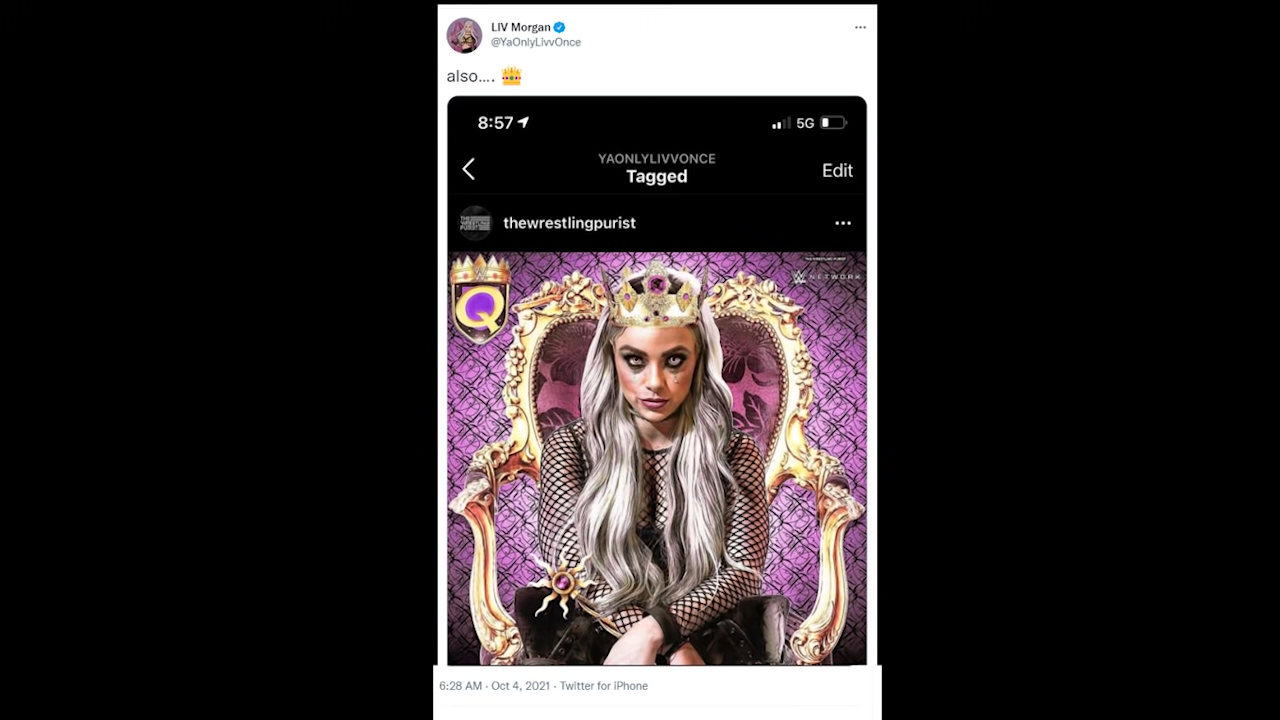 LIV Morgan
@YaOnlyLivvOnce
also.... 👑
8:57
5G
YAONLYLIVVONCE
Tagged
Edit
thewrestlingpurist
NETWORK
Q
6:28 AM · Oct 4, 2021 · Twitter for iPhone